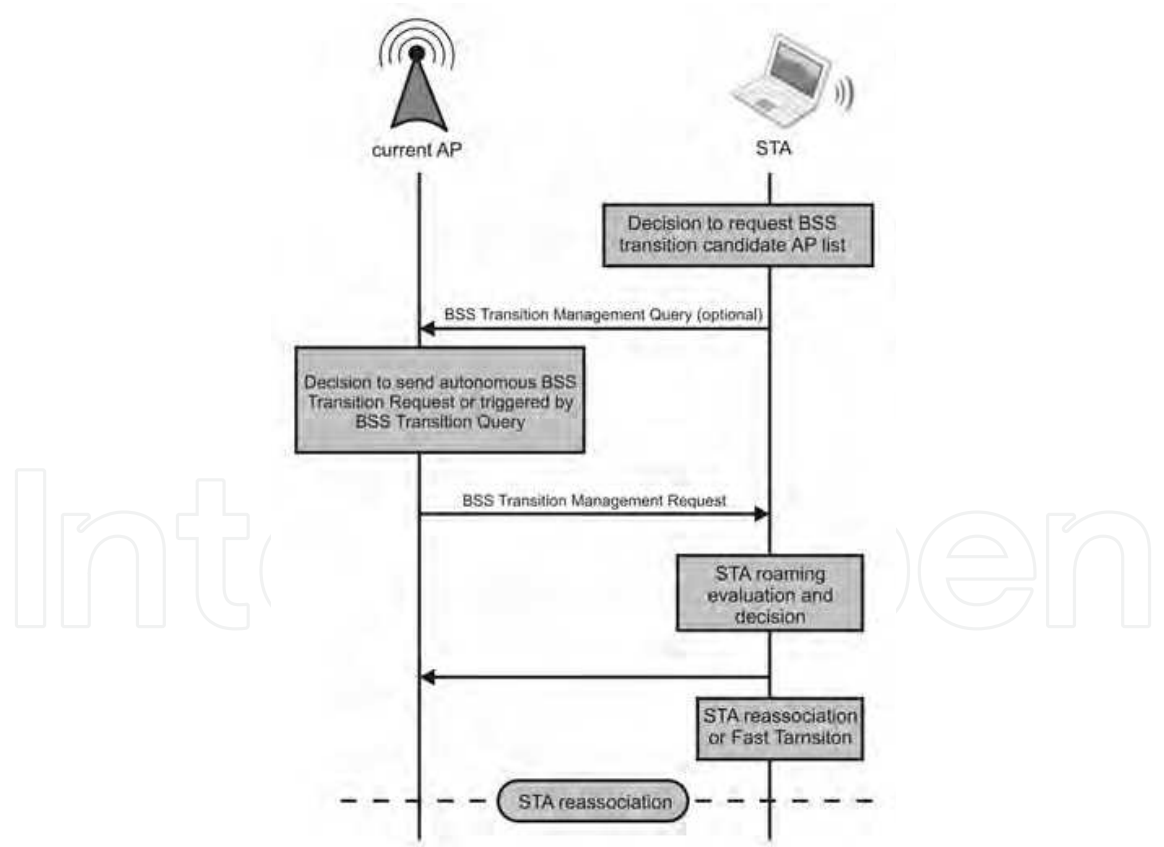 current AP
STA
Decision to request BSS
transition candidate AP list
BSS Transition Management Query (optional)
Decision to send autonomous BSS
Transition Request or triggered by
BSS Transition Query
BSS Transition Management Request
STA roaming
evaluation and
decision
STA reassociation
or Fast Tarnsiton
STA reassociation
Inte
pen